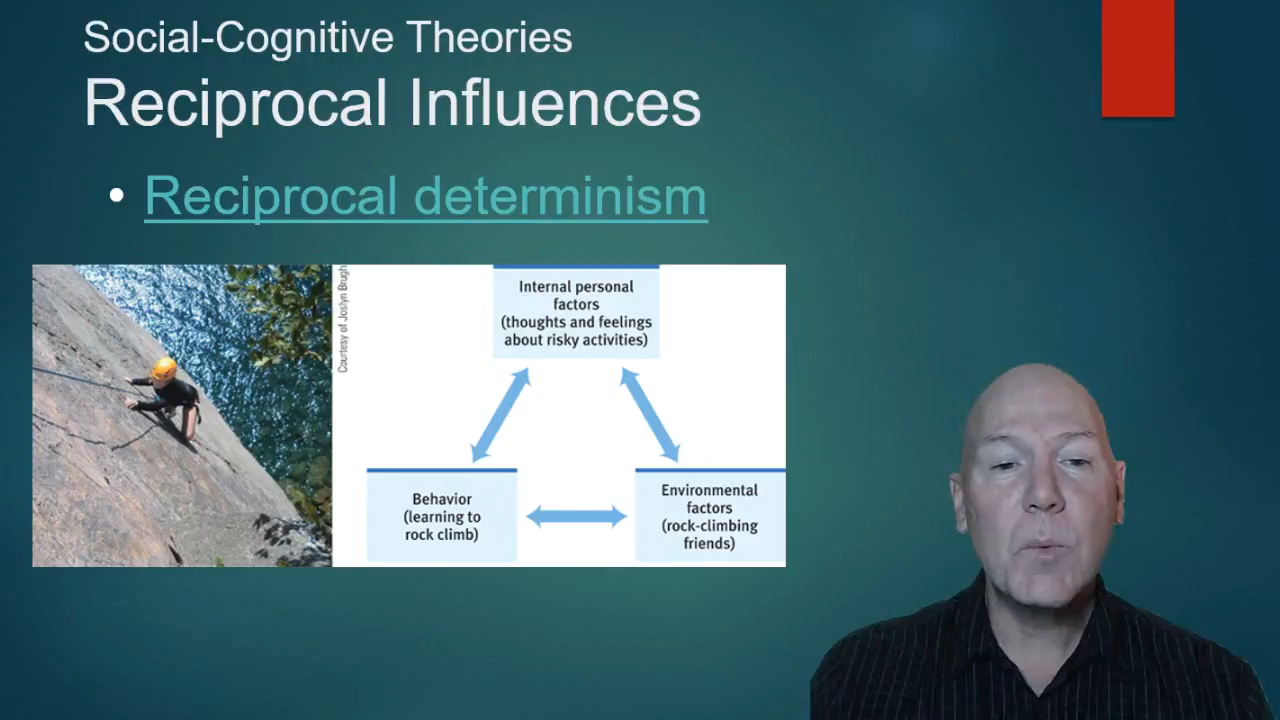 Social-Cognitive Theories
Reciprocal Influences
• Reciprocal determinism
Courtesy of Joslyn Brugh
Internal personal
factors
(thoughts and feelings
about risky activities)
Behavior
(learning to
rock climb)
Environmental
factors
(rock-climbing
friends)